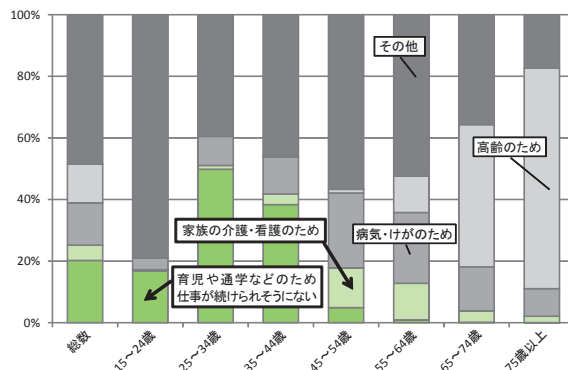 100%
80%
60%
40%
20%
0%
その他
高齢のため
家族の介護・看護のため
病気・けがのため
育児や通学などのため
仕事が続けられそうにない
総数
15～24歳
25～34歳
35～44歳
45～54歳
55～64歳
65～74歳
75歳以上